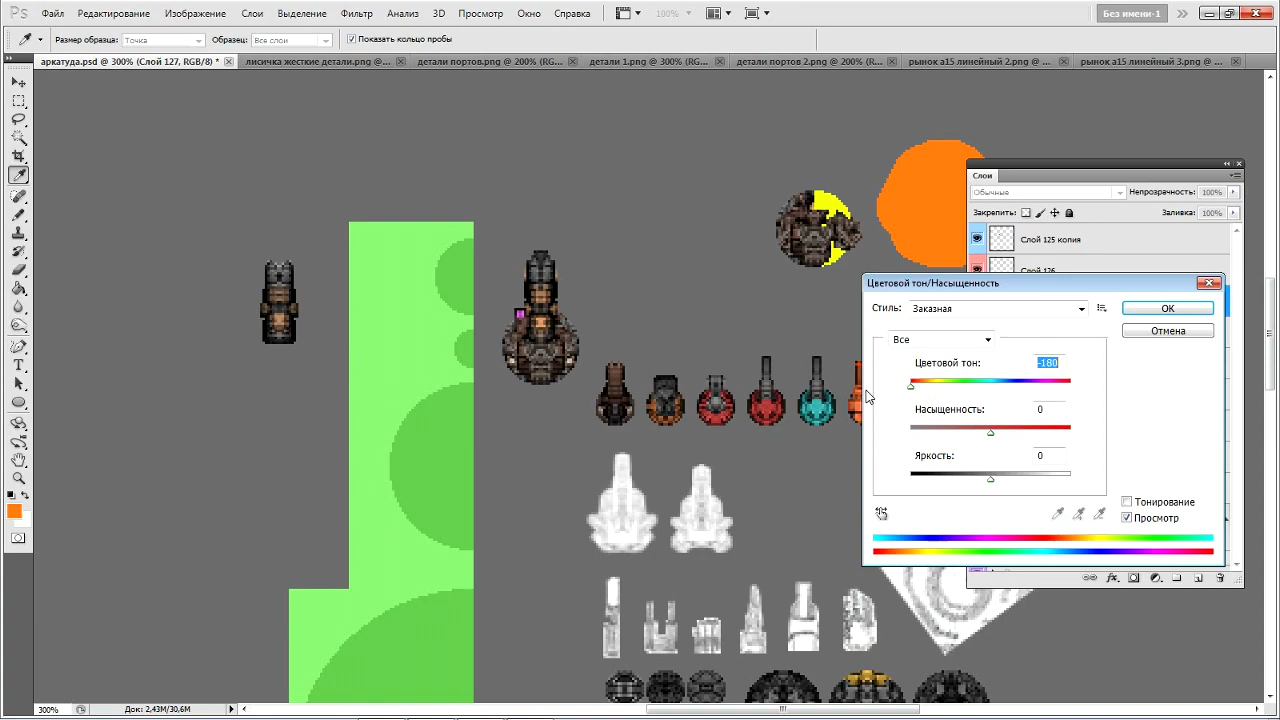 Ps Файл Редактирование Изображение Слои Выделение Фильтр Анализ 3D Просмотр Окно Справка 100% Без имени-1
Размер образца: Точка Образец: Все слои Показать кольцо пробы
аркатуда.psd @ 300% (Слой 127, RGB/8) * лисичка жесткие детали.png @... детали портов.png @ 200% (RG... детали 1.png @ 300% (RGB... детали портов 2.png @ 200% (R... рынок а15 линейный 2.png @ ... рынок а15 линейный 3.png @ ...
Слои
Обычные Непрозрачность: 100%
Закрепить: Заливка: 100%
Слой 125 копия
Слой 126
Цветовой тон/Насыщенность
Стиль: Заказная OK
Отмена
Все
Цветовой тон: -180
Насыщенность: 0
Яркость: 0
Тонирование
Просмотр
300% Док: 2,43M/30,6M